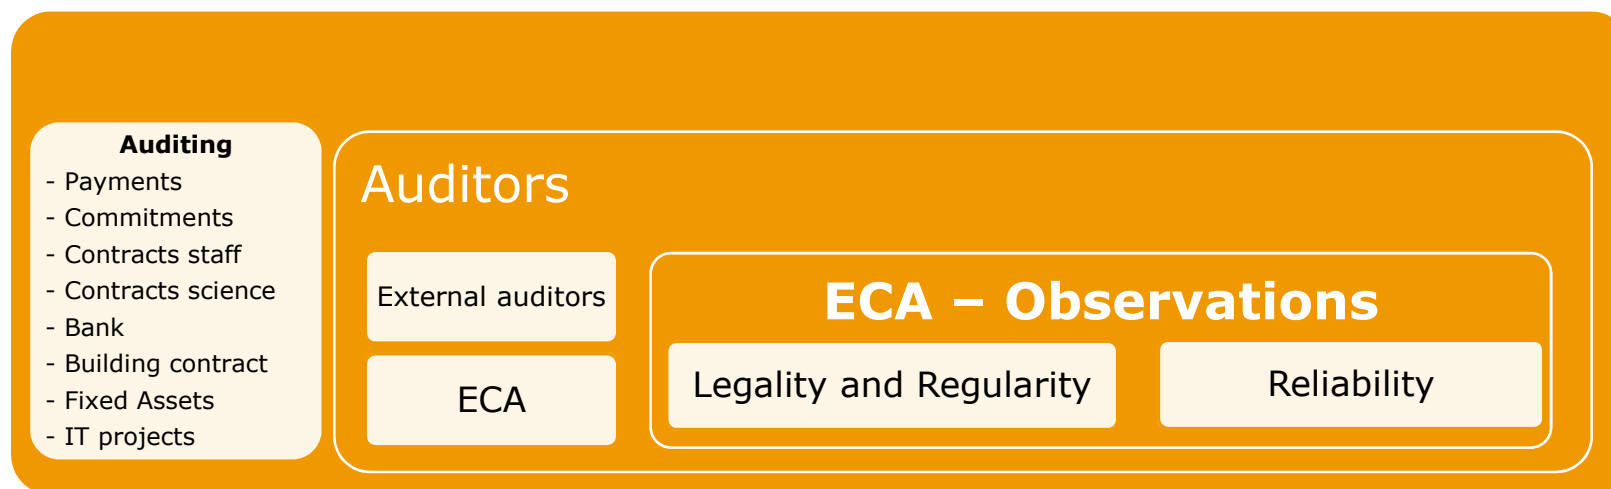 Auditing
- Payments
- Commitments
- Contracts staff
- Contracts science
- Bank
- Building contract
- Fixed Assets
- IT projects
Auditors
External auditors
ECA
ECA – Observations
Legality and Regularity
Reliability